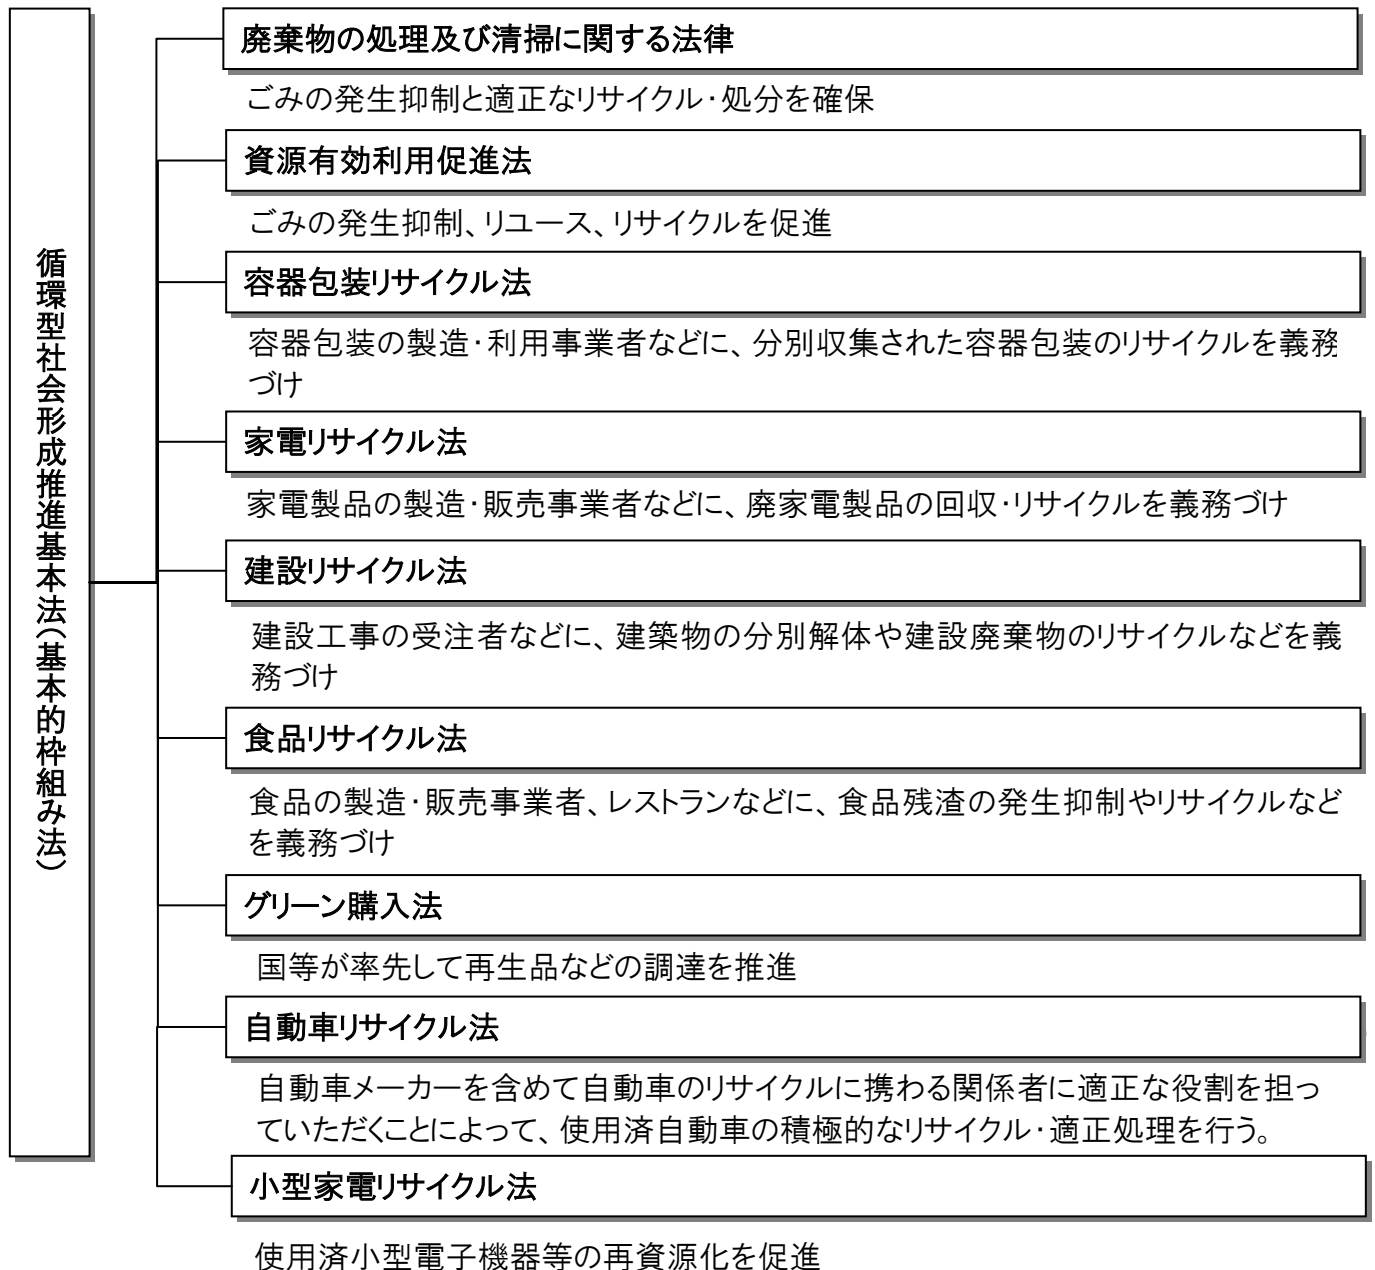 循環型社会形成推進基本法(基本的枠組み法)
廃棄物の処理及び清掃に関する法律
ごみの発生抑制と適正なリサイクル・処分を確保
資源有効利用促進法
ごみの発生抑制、リユース、リサイクルを促進
容器包装リサイクル法
容器包装の製造・利用事業者などに、分別収集された容器包装のリサイクルを義務
づけ
家電リサイクル法
家電製品の製造・販売事業者などに、廃家電製品の回収・リサイクルを義務づけ
建設リサイクル法
建設工事の受注者などに、建築物の分別解体や建設廃棄物のリサイクルなどを義
務づけ
食品リサイクル法
食品の製造・販売事業者、レストランなどに、食品残渣の発生抑制やリサイクルなど
を義務づけ
グリーン購入法
国等が率先して再生品などの調達を推進
自動車リサイクル法
自動車メーカーを含めて自動車のリサイクルに携わる関係者に適正な役割を担っ
ていただくことによって、使用済自動車の積極的なリサイクル・適正処理を行う。
小型家電リサイクル法
使用済小型電子機器等の再資源化を促進